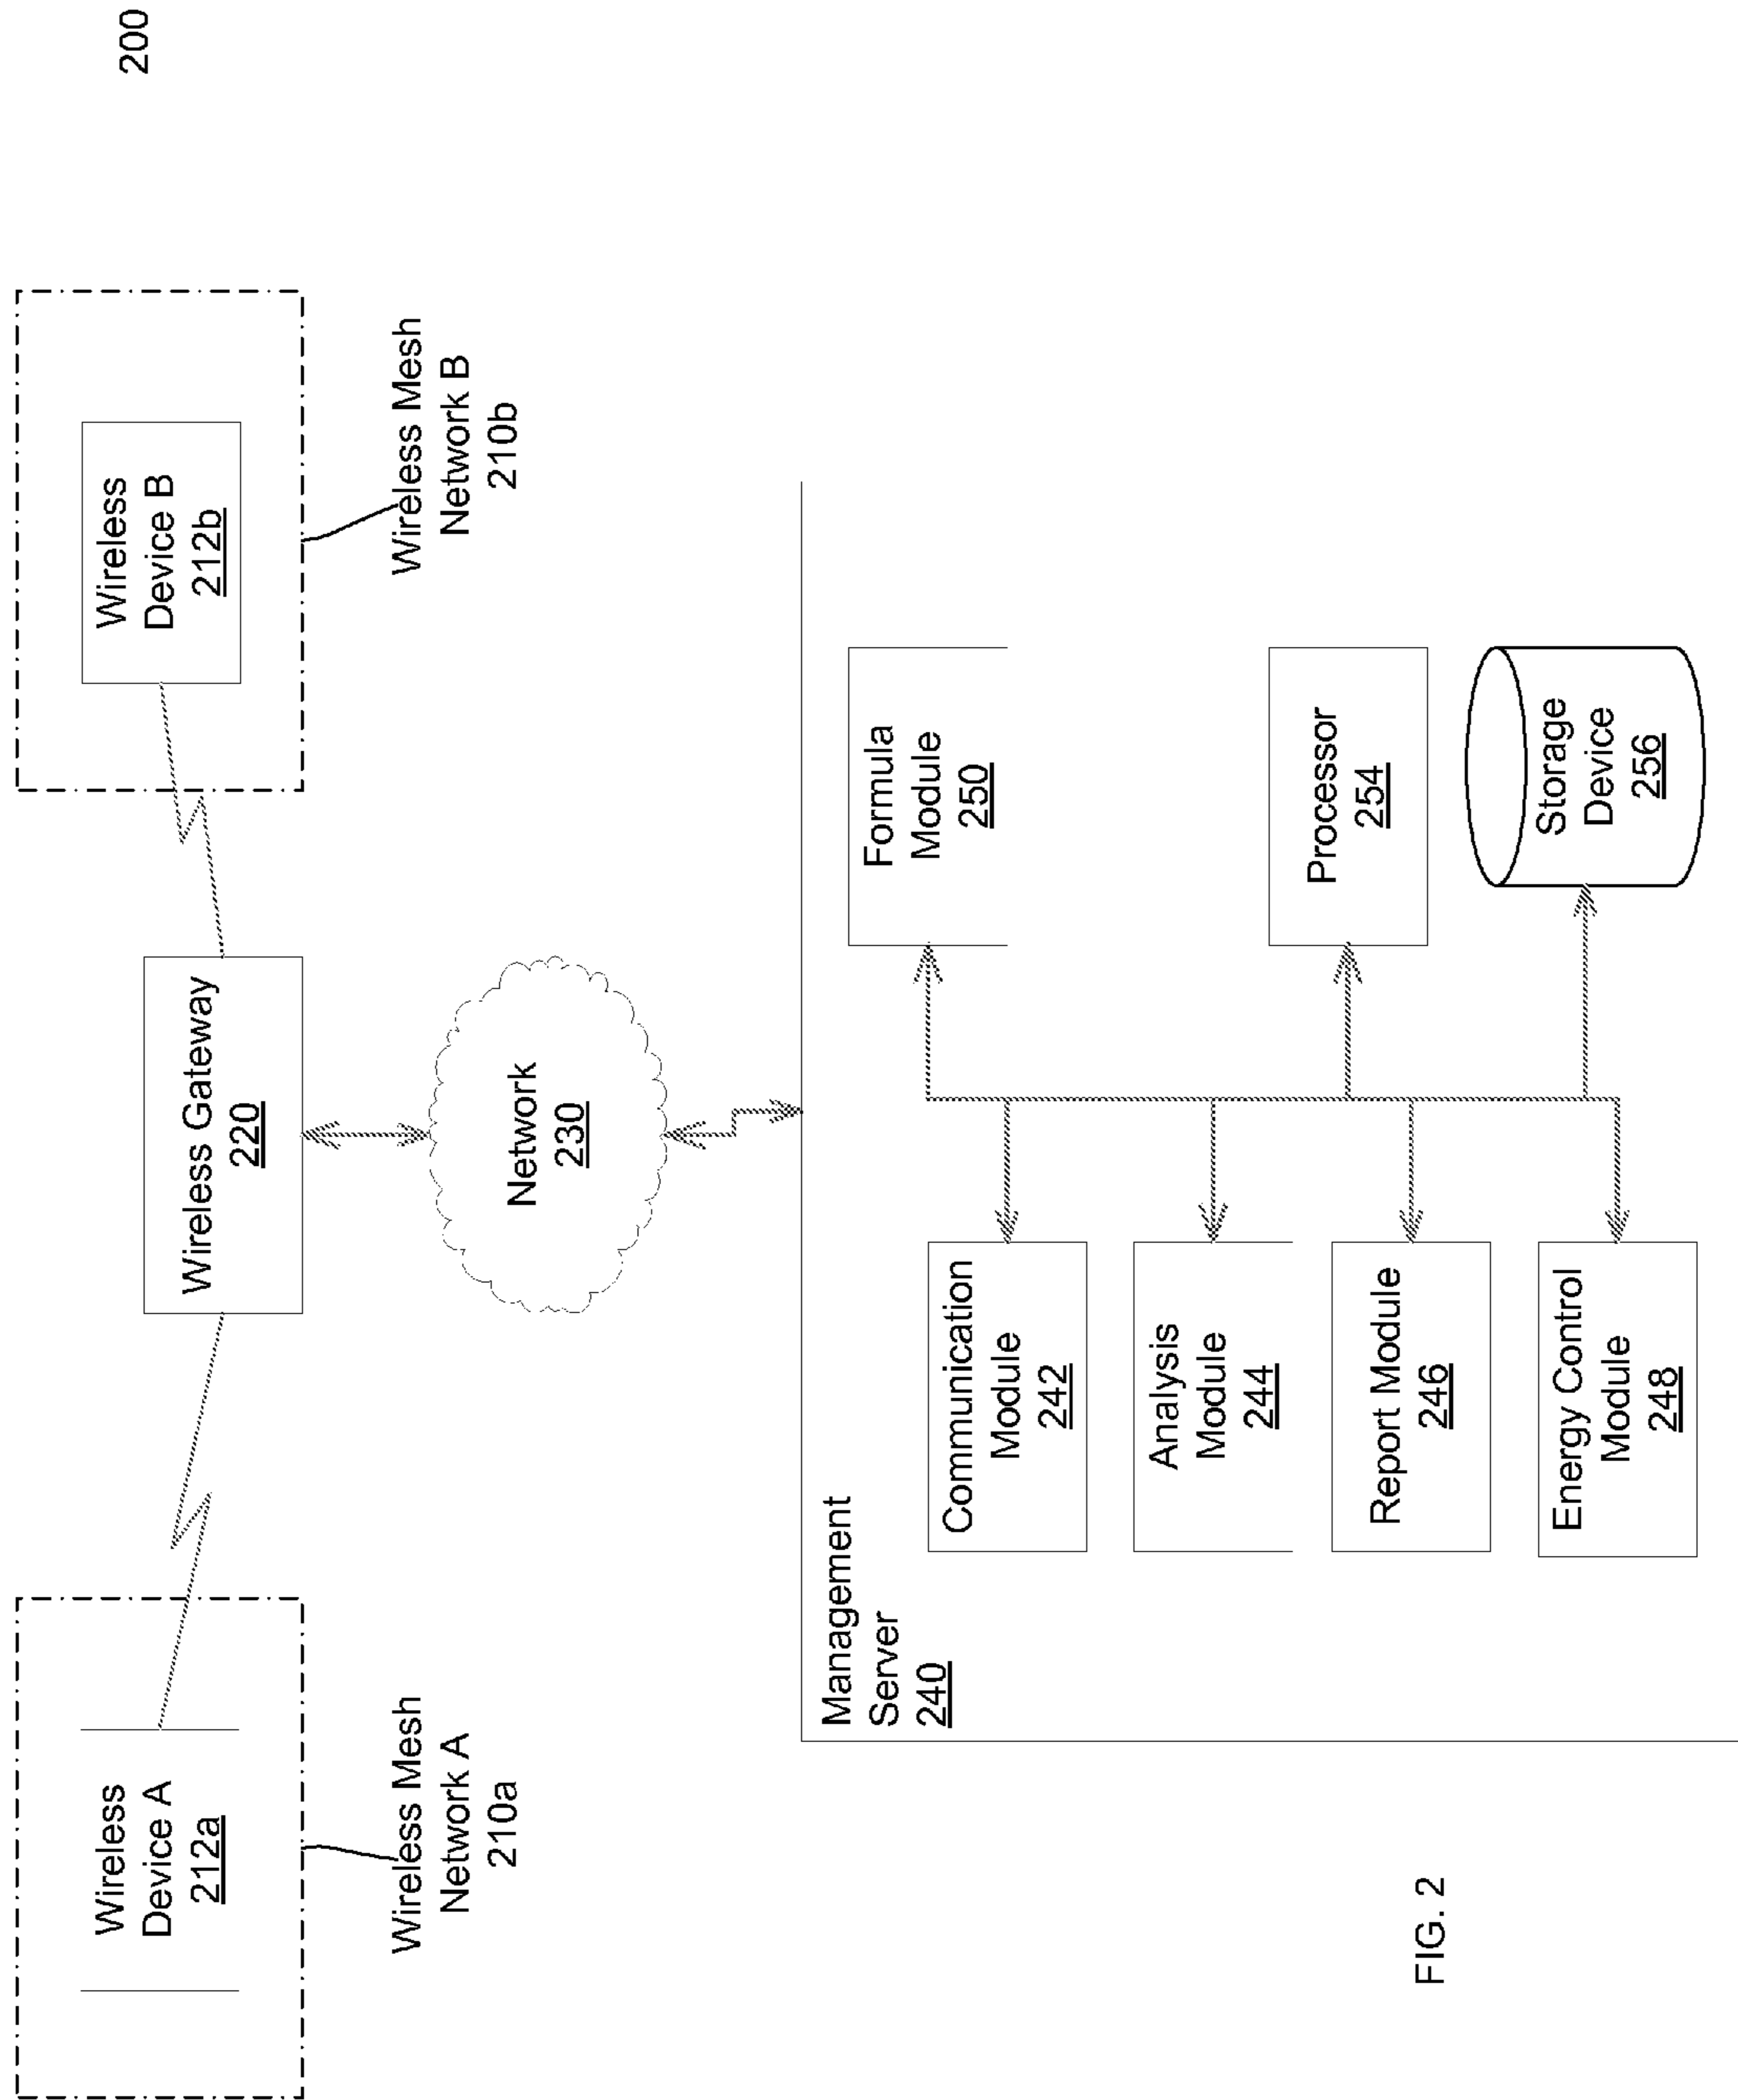 200
Wireless
Device A
212a
Wireless Mesh
Network A
210a
Wireless Gateway
220
Wireless
Device B
212b
Wireless Mesh
Network B
210b
Network
230
Management
Server
240
Communication
Module
242
Analysis
Module
244
Report Module
246
Energy Control
Module
248
Formula
Module
250
Processor
254
Storage
Device
256
FIG. 2